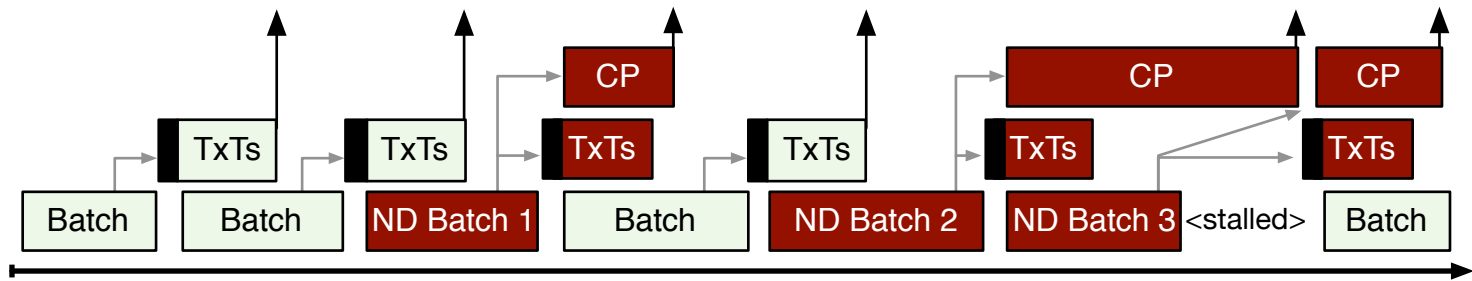 CP
CP
CP
TxTs
TxTs
TxTs
TxTs
TxTs
TxTs
Batch
Batch
ND Batch 1
Batch
ND Batch 2
ND Batch 3
<stalled>
Batch